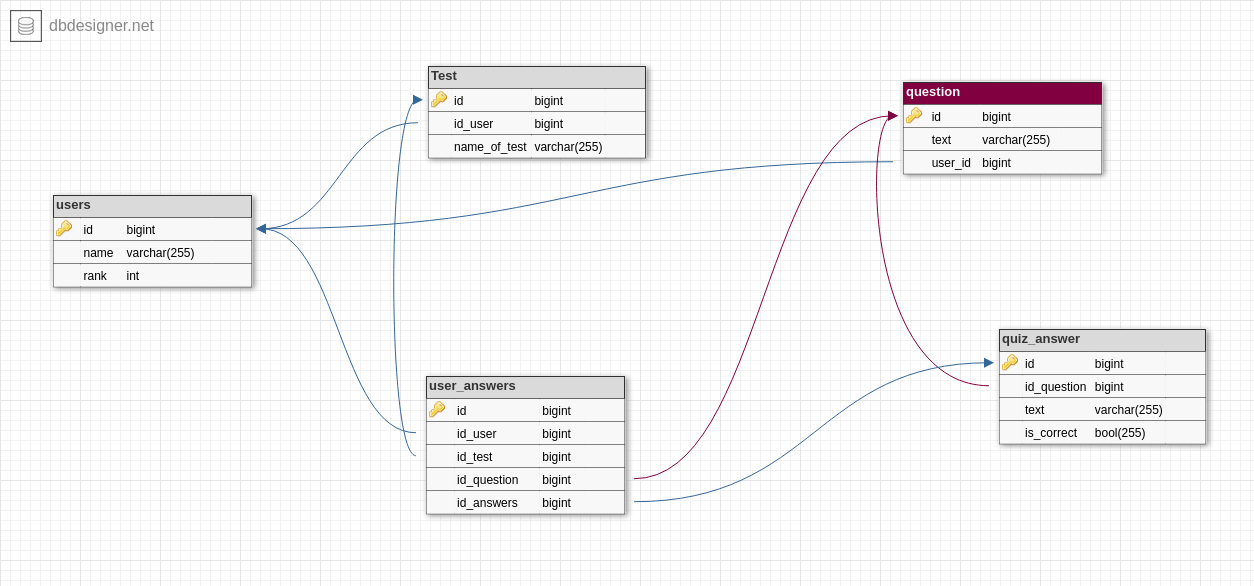 dbdesigner.net
Test
id bigint
id_user bigint
name_of_test varchar(255)
question
id bigint
text varchar(255)
user_id bigint
users
id bigint
name varchar(255)
rank int
quiz_answer
id bigint
id_question bigint
text varchar(255)
is_correct bool(255)
user_answers
id bigint
id_user bigint
id_test bigint
id_question bigint
id_answers bigint